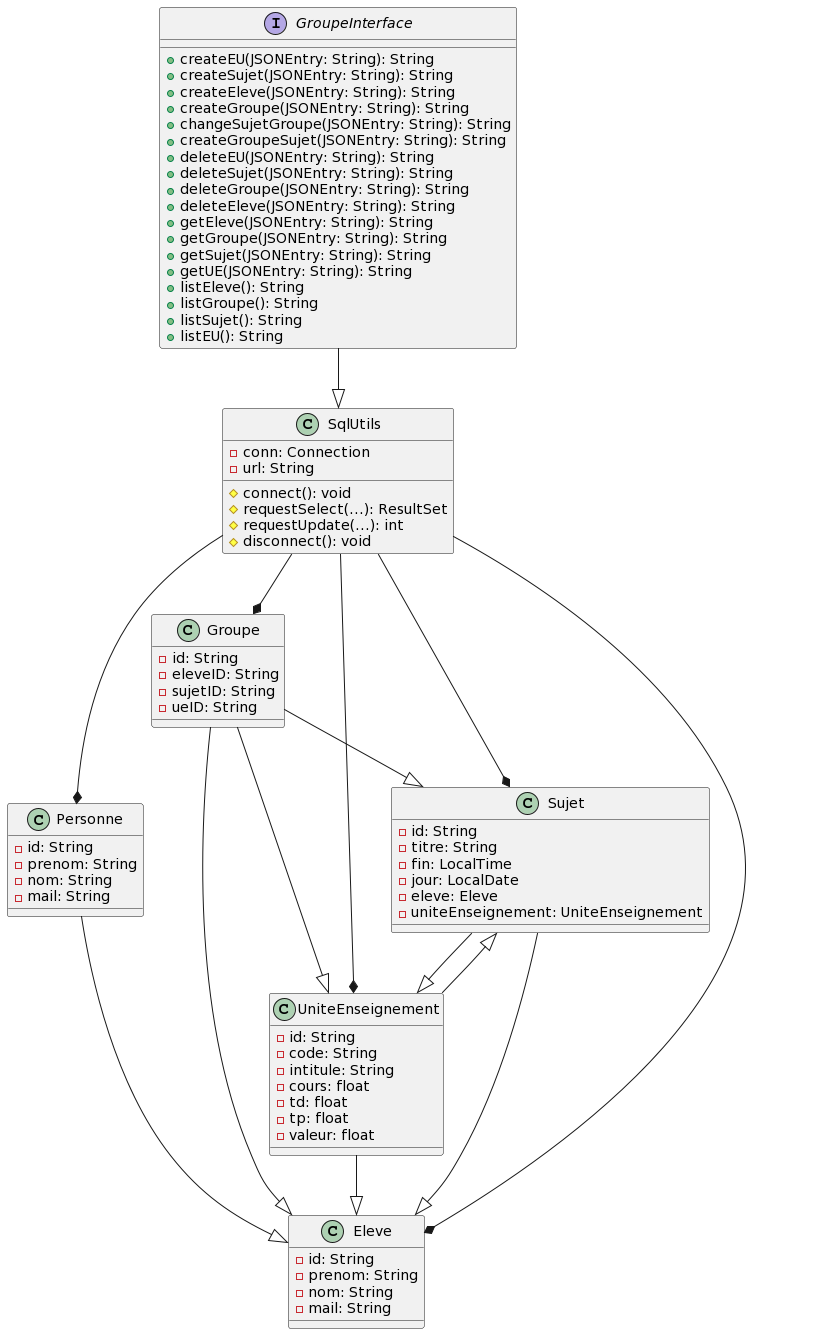 I GroupeInterface
createEU(JSONEntry: String): String
createSujet(JSONEntry: String): String
createEleve(JSONEntry: String): String
createGroupe(JSONEntry: String): String
changeSujetGroupe(JSONEntry: String): String
createGroupeSujet(JSONEntry: String): String
deleteEU(JSONEntry: String): String
deleteSujet(JSONEntry: String): String
deleteGroupe(JSONEntry: String): String
deleteEleve(JSONEntry: String): String
getEleve(JSONEntry: String): String
getGroupe(JSONEntry: String): String
getSujet(JSONEntry: String): String
getUE(JSONEntry: String): String
listEleve(): String
listGroupe(): String
listSujet(): String
listEU(): String
C SqlUtils
conn: Connection
url: String
connect(): void
requestSelect(...): ResultSet
requestUpdate(...): int
disconnect(): void
C Groupe
id: String
eleveID: String
sujetID: String
ueID: String
C Personne
id: String
prenom: String
nom: String
mail: String
C Sujet
id: String
titre: String
fin: LocalTime
jour: LocalDate
eleve: Eleve
uniteEnseignement: UniteEnseignement
C UniteEnseignement
id: String
code: String
intitule: String
cours: float
td: float
tp: float
valeur: float
C Eleve
id: String
prenom: String
nom: String
mail: String